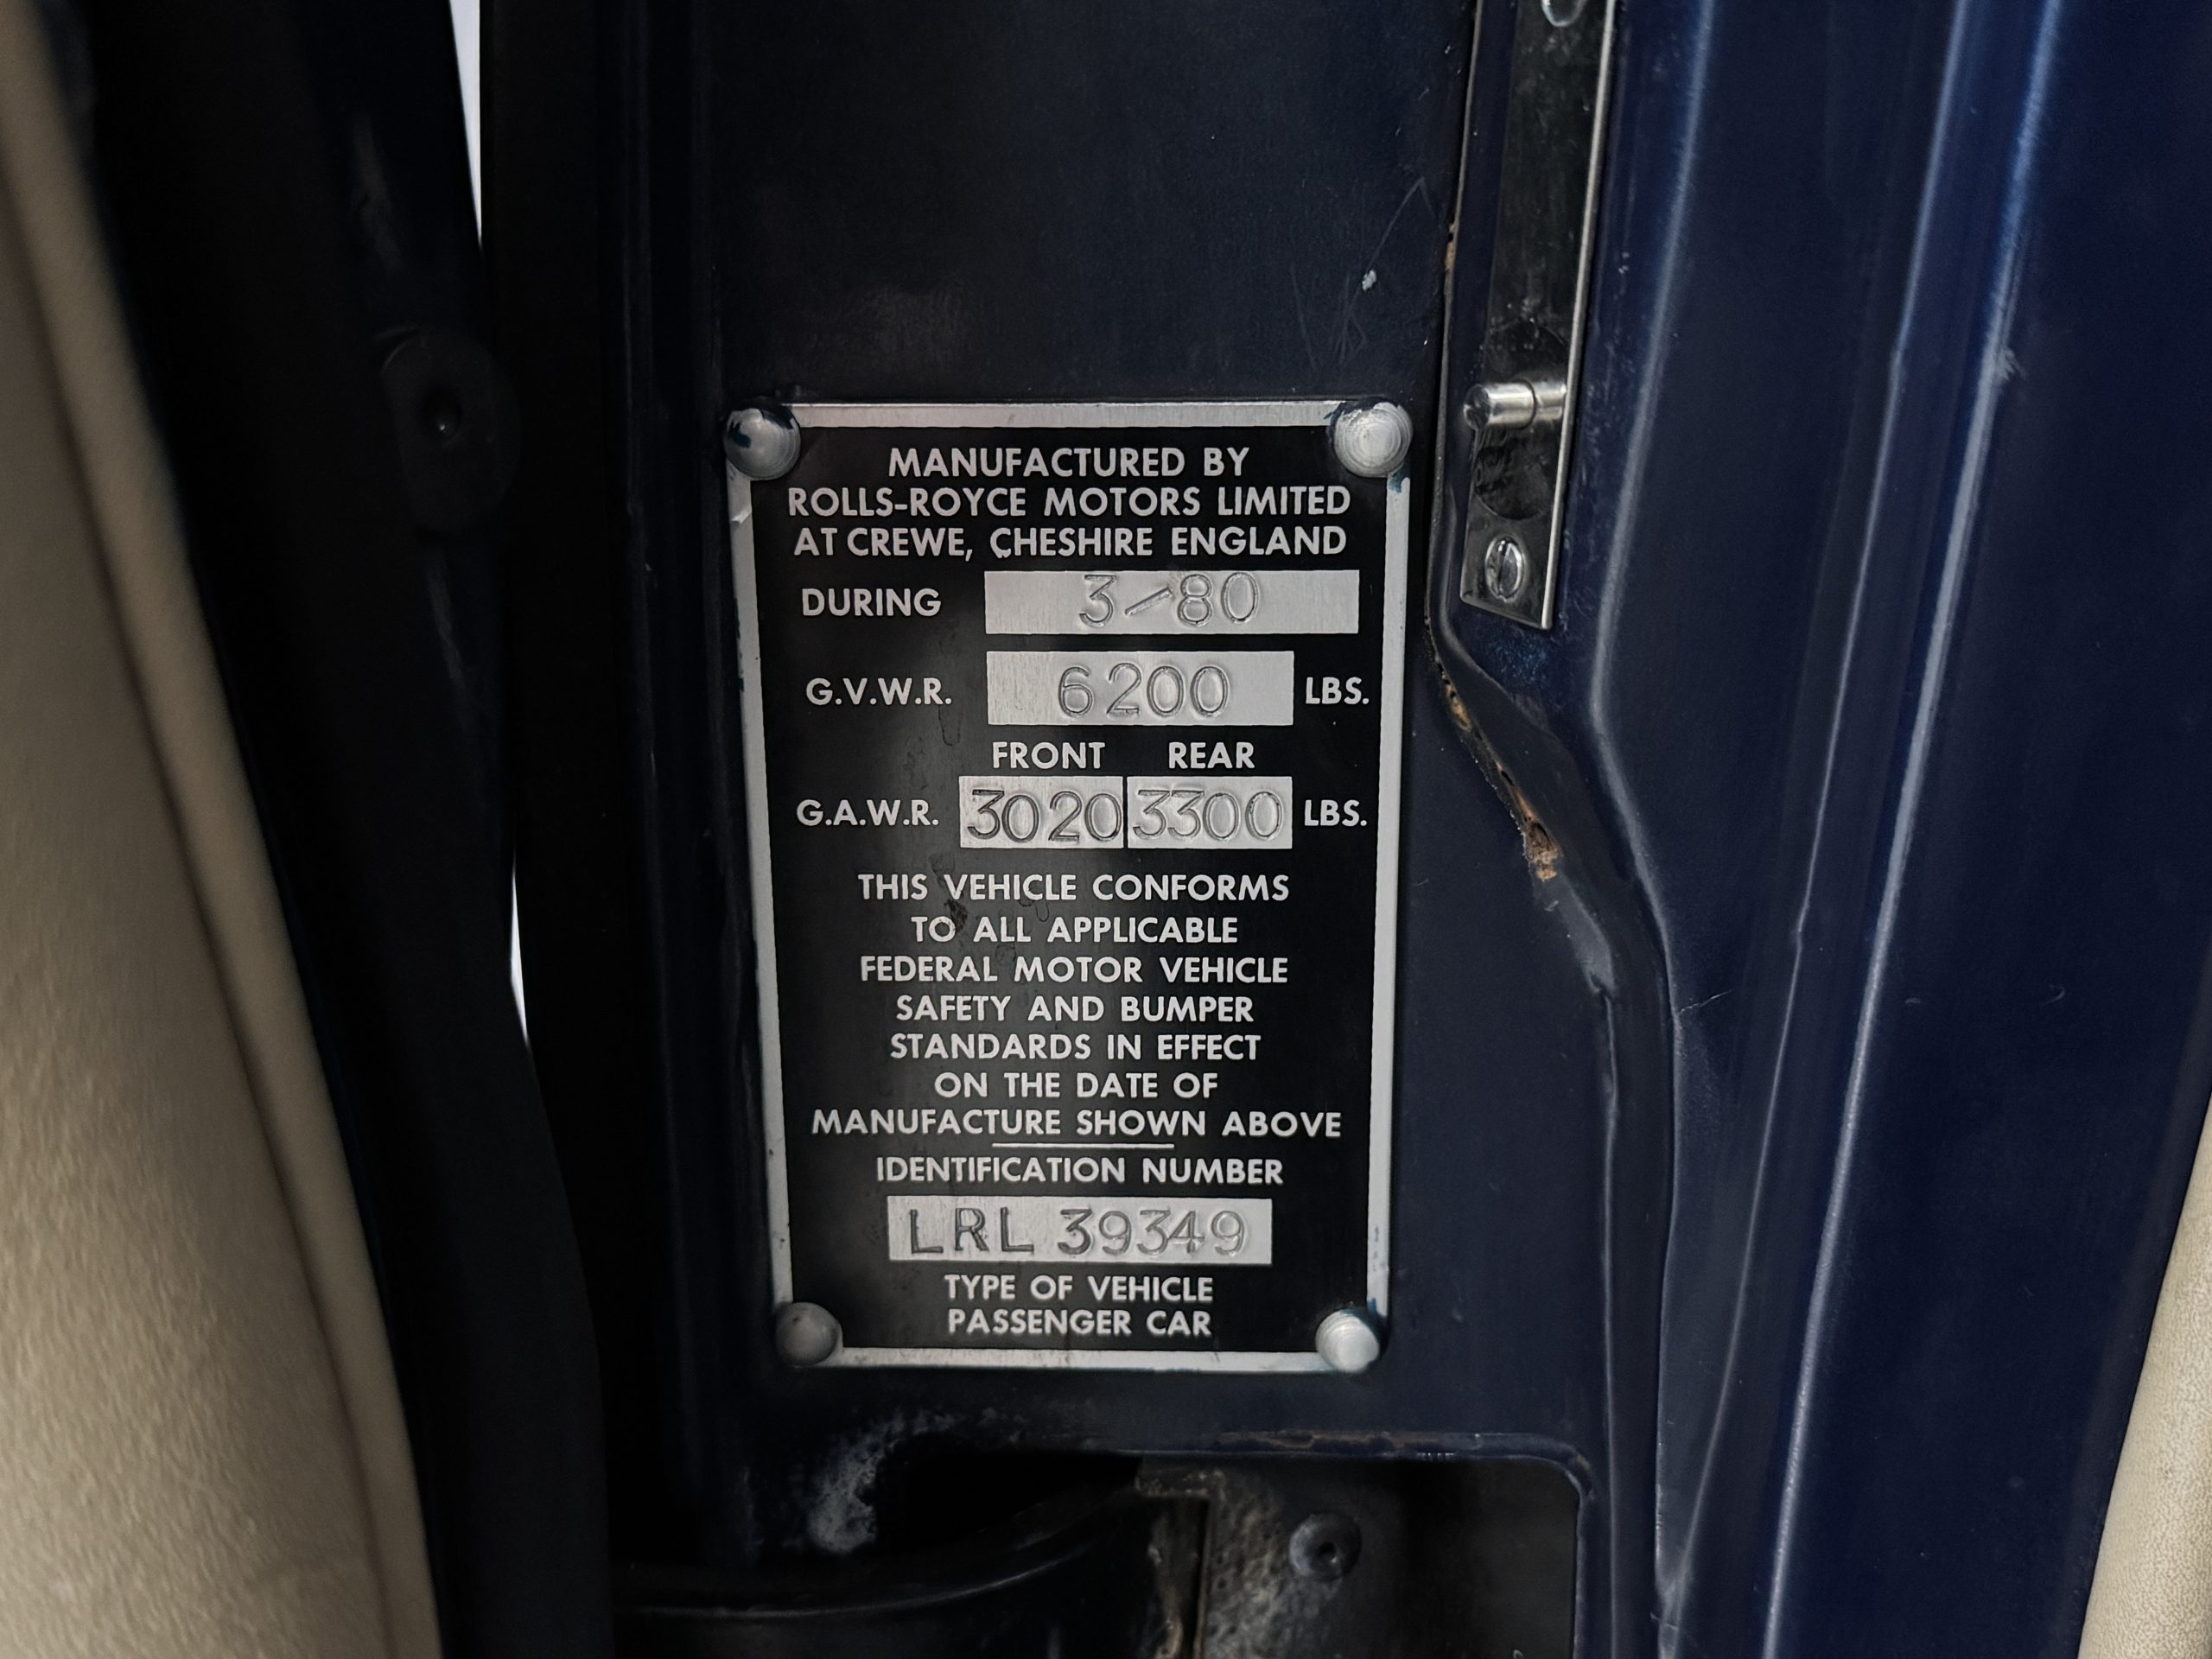 MANUFACTURED BY
ROLLS-ROYCE MOTORS LIMITED
AT CREWE, CHESHIRE ENGLAND
DURING 3/80
G.V.W.R. 6200 LBS.
FRONT REAR
G.A.W.R. 3020 3300 LBS.
THIS VEHICLE CONFORMS
TO ALL APPLICABLE
FEDERAL MOTOR VEHICLE
SAFETY AND BUMPER
STANDARDS IN EFFECT
ON THE DATE OF
MANUFACTURE SHOWN ABOVE
IDENTIFICATION NUMBER
LRL 39349
TYPE OF VEHICLE
PASSENGER CAR